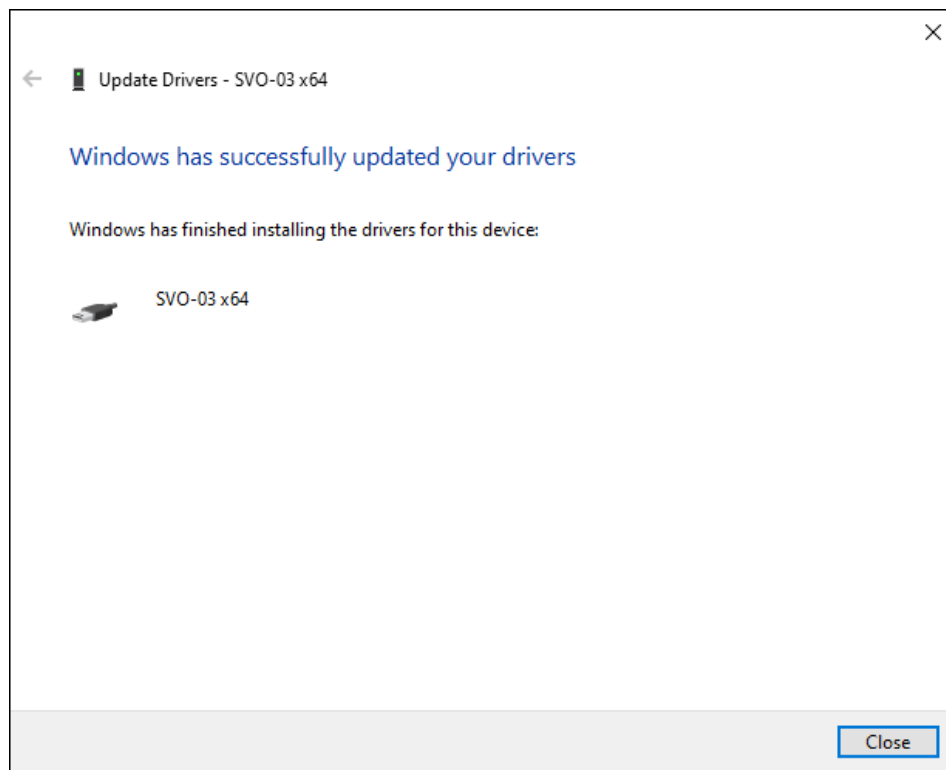 Update Drivers - SVO-03 x64
Windows has successfully updated your drivers
Windows has finished installing the drivers for this device:
SVO-03 x64
Close